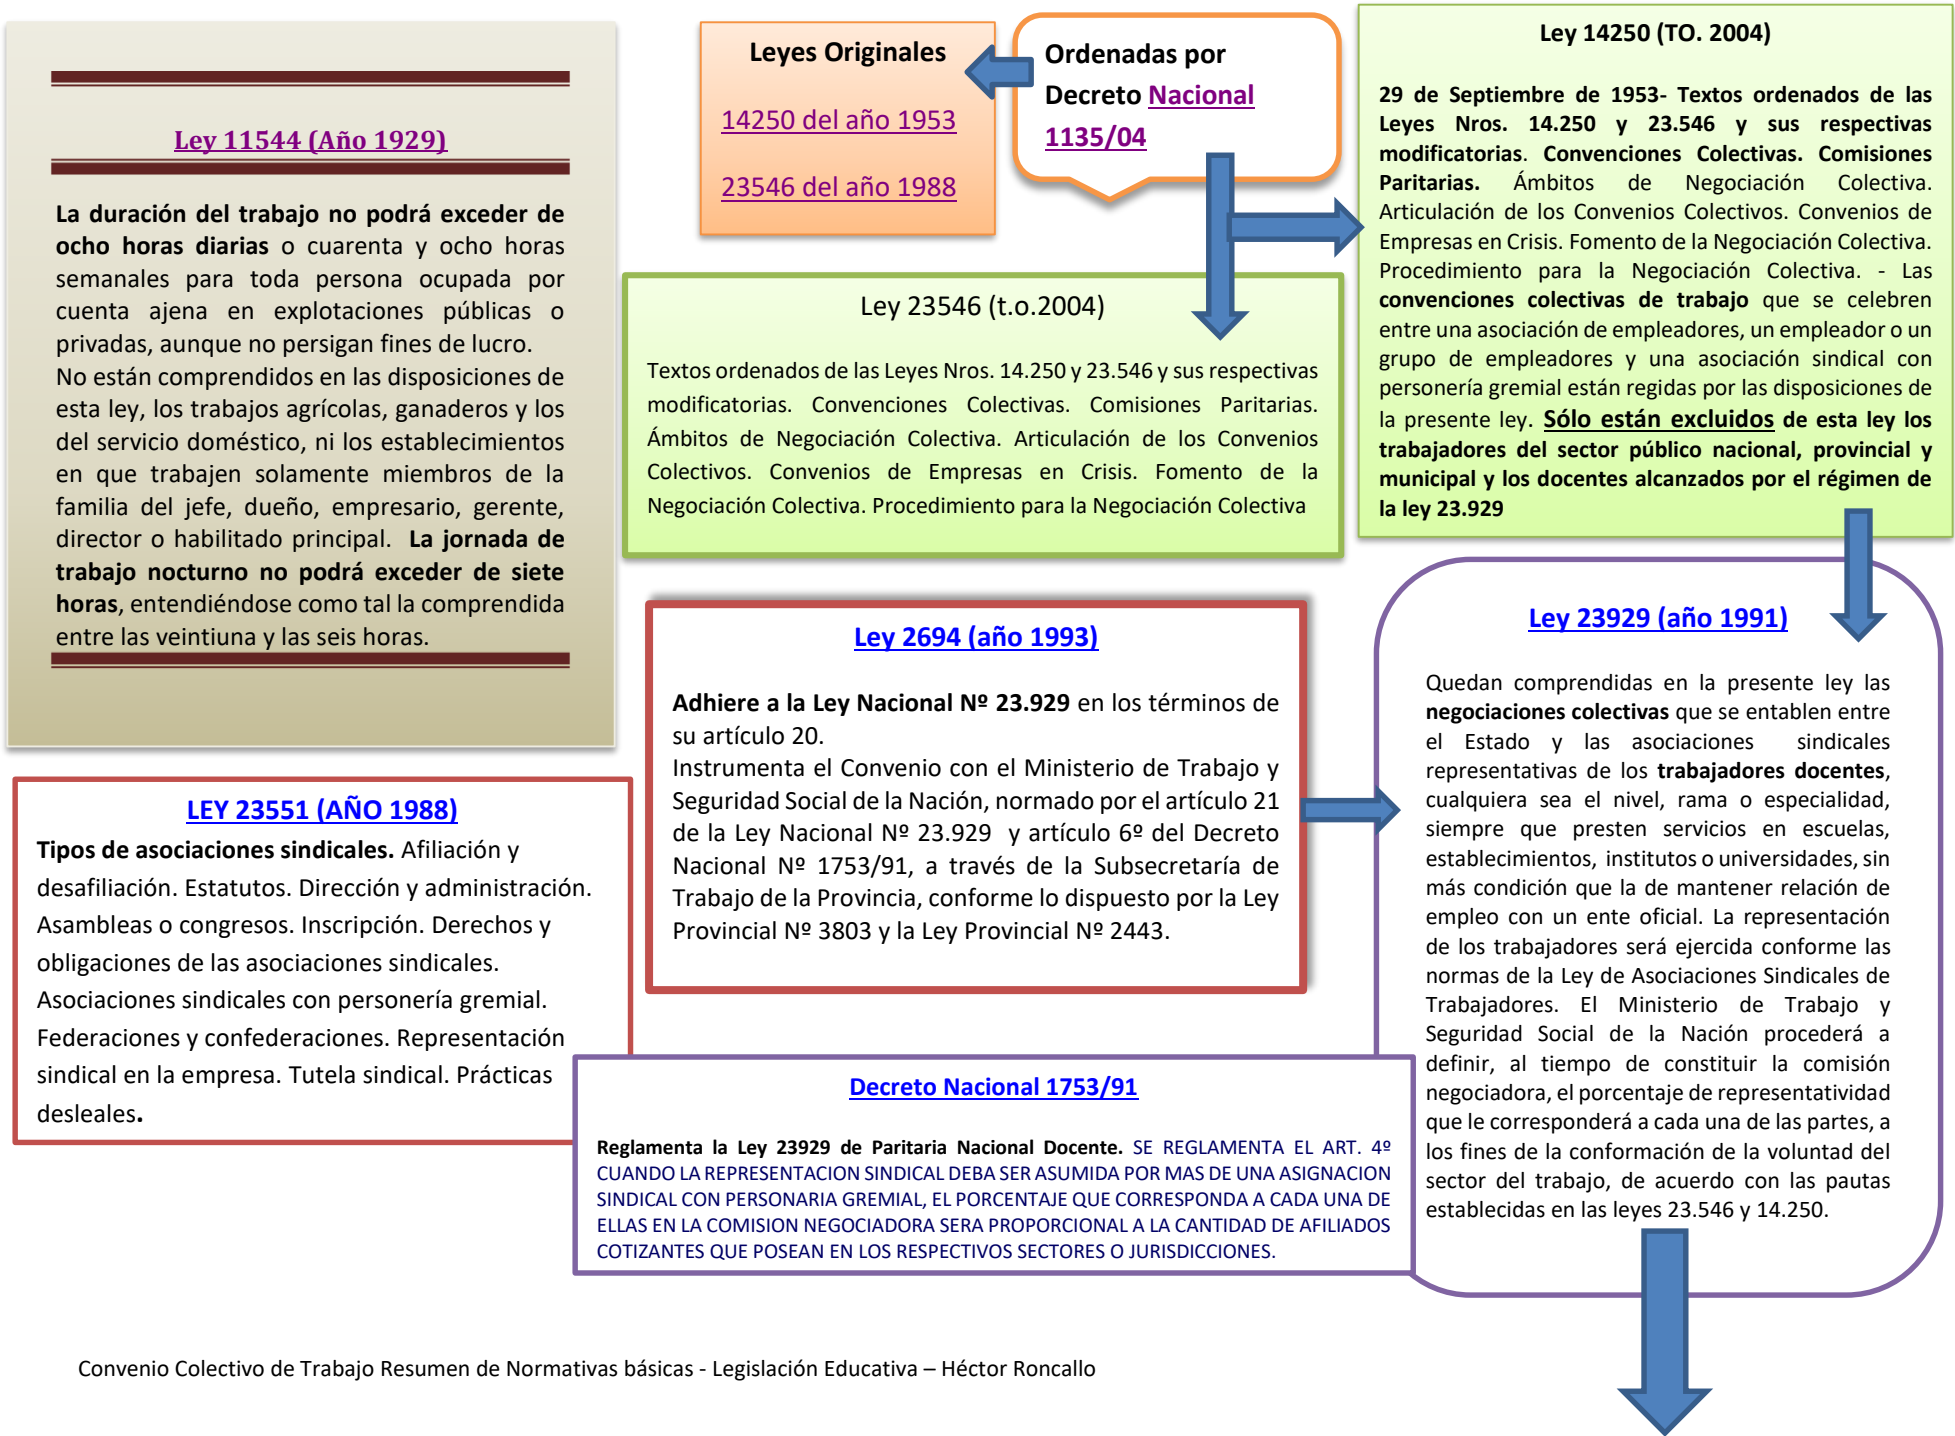 Ley 11544 (Año 1929)
La duración del trabajo no podrá exceder de
ocho horas diarias o cuarenta y ocho horas
semanales para toda persona ocupada por
cuenta ajena en explotaciones públicas o
privadas, aunque no persigan fines de lucro.
No están comprendidos en las disposiciones de
esta ley, los trabajos agrícolas, ganaderos y los
del servicio doméstico, ni los establecimientos
en que trabajen solamente miembros de la
familia del jefe, dueño, empresario, gerente,
director o habilitado principal. La jornada de
trabajo nocturno no podrá exceder de siete
horas, entendiéndose como tal la comprendida
entre las veintiuna y las seis horas.
Leyes Originales
14250 del año 1953
23546 del año 1988
Ordenadas por
Decreto Nacional
1135/04
Ley 14250 (TO. 2004)
29 de Septiembre de 1953- Textos ordenados de las
Leyes Nros. 14.250 y 23.546 y sus respectivas
modificatorias. Convenciones Colectivas. Comisiones
Paritarias. Ámbitos de Negociación Colectiva.
Articulación de los Convenios Colectivos. Convenios de
Empresas en Crisis. Fomento de la Negociación Colectiva.
Procedimiento para la Negociación Colectiva. - Las
convenciones colectivas de trabajo que se celebren
entre una asociación de empleadores, un empleador o un
grupo de empleadores y una asociación sindical con
personería gremial están regidas por las disposiciones de
la presente ley. Sólo están excluidos de esta ley los
trabajadores del sector público nacional, provincial y
municipal y los docentes alcanzados por el régimen de
la ley 23.929
Ley 23546 (t.o.2004)
Textos ordenados de las Leyes Nros. 14.250 y 23.546 y sus respectivas
modificatorias. Convenciones Colectivas. Comisiones Paritarias.
Ámbitos de Negociación Colectiva. Articulación de los Convenios
Colectivos. Convenios de Empresas en Crisis. Fomento de la
Negociación Colectiva. Procedimiento para la Negociación Colectiva
Ley 2694 (año 1993)
Adhiere a la Ley Nacional Nº 23.929 en los términos de
su artículo 20.
Instrumenta el Convenio con el Ministerio de Trabajo y
Seguridad Social de la Nación, normado por el artículo 21
de la Ley Nacional Nº 23.929 y artículo 6º del Decreto
Nacional Nº 1753/91, a través de la Subsecretaría de
Trabajo de la Provincia, conforme lo dispuesto por la Ley
Provincial Nº 3803 y la Ley Provincial Nº 2443.
Ley 23929 (año 1991)
Quedan comprendidas en la presente ley las
negociaciones colectivas que se entablen entre
el Estado y las asociaciones sindicales
representativas de los trabajadores docentes,
cualquiera sea el nivel, rama o especialidad,
siempre que presten servicios en escuelas,
establecimientos, institutos o universidades, sin
más condición que la de mantener relación de
empleo con un ente oficial. La representación
de los trabajadores será ejercida conforme las
normas de la Ley de Asociaciones Sindicales de
Trabajadores. El Ministerio de Trabajo y
Seguridad Social de la Nación procederá a
definir, al tiempo de constituir la comisión
negociadora, el porcentaje de representatividad
que le corresponderá a cada una de las partes, a
los fines de la conformación de la voluntad del
sector del trabajo, de acuerdo con las pautas
establecidas en las leyes 23.546 y 14.250.
LEY 23551 (AÑO 1988)
Tipos de asociaciones sindicales. Afiliación y
desafiliación. Estatutos. Dirección y administración.
Asambleas o congresos. Inscripción. Derechos y
obligaciones de las asociaciones sindicales.
Asociaciones sindicales con personería gremial.
Federaciones y confederaciones. Representación
sindical en la empresa. Tutela sindical. Prácticas
desleales.
Decreto Nacional 1753/91
Reglamenta la Ley 23929 de Paritaria Nacional Docente. SE REGLAMENTA EL ART. 4º
CUANDO LA REPRESENTACION SINDICAL DEBA SER ASUMIDA POR MAS DE UNA ASIGNACION
SINDICAL CON PERSONARIA GREMIAL, EL PORCENTAJE QUE CORRESPONDA A CADA UNA DE
ELLAS EN LA COMISION NEGOCIADORA SERA PROPORCIONAL A LA CANTIDAD DE AFILIADOS
COTIZANTES QUE POSEAN EN LOS RESPECTIVOS SECTORES O JURISDICCIONES.
Convenio Colectivo de Trabajo Resumen de Normativas básicas - Legislación Educativa – Héctor Roncallo